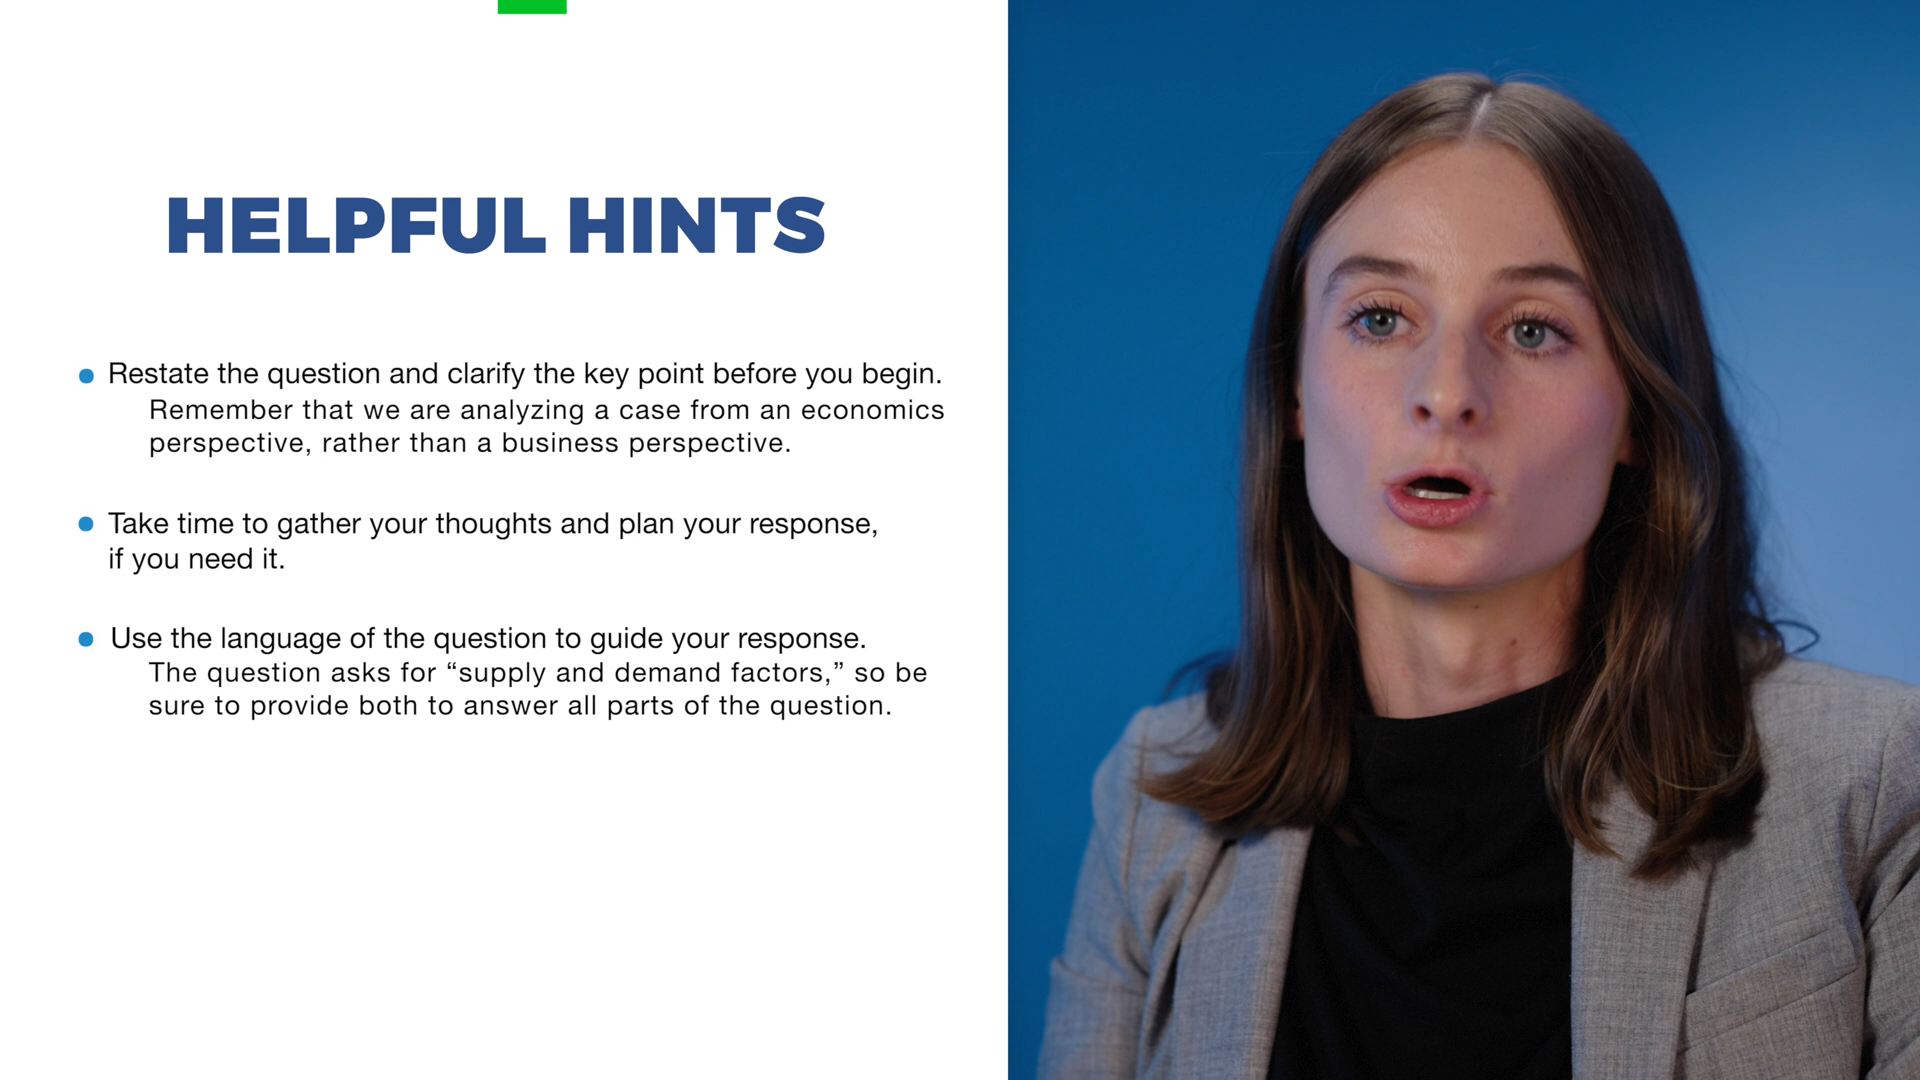 HELPFUL HINTS
Restate the question and clarify the key point before you begin.
Remember that we are analyzing a case from an economics
perspective, rather than a business perspective.
Take time to gather your thoughts and plan your response,
if you need it.
Use the language of the question to guide your response.
The question asks for “supply and demand factors,” so be
sure to provide both to answer all parts of the question.